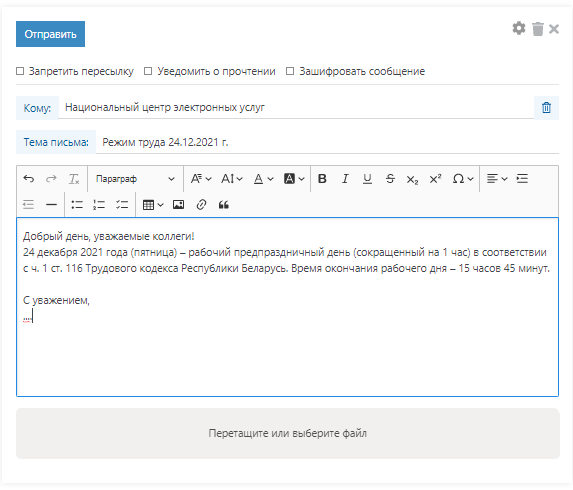 Отправить
Запретить пересылку Уведомить о прочтении Зашифровать сообщение
Кому: Национальный центр электронных услуг
Тема письма: Режим труда 24.12.2021 г.
Параграф
Добрый день, уважаемые коллеги!
24 декабря 2021 года (пятница) – рабочий предпраздничный день (сокращенный на 1 час) в соответствии
с ч. 1 ст. 116 Трудового кодекса Республики Беларусь. Время окончания рабочего дня – 15 часов 45 минут.
С уважением,
....
Перетащите или выберите файл